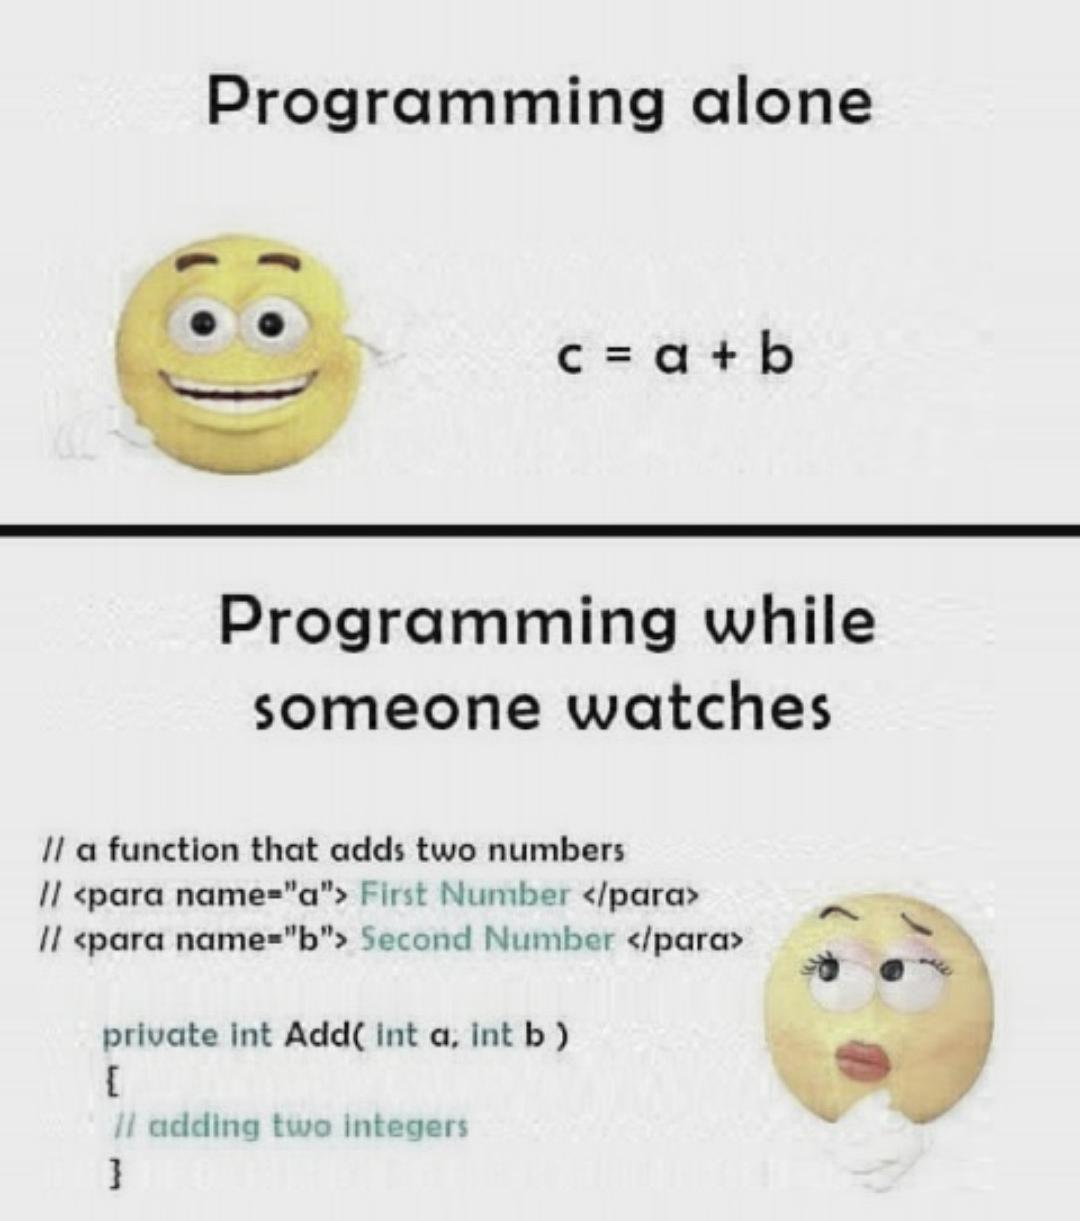 Programming alone
c = a + b
Programming while
someone watches
// a function that adds two numbers
// <para name="a"> First Number </para>
// <para name="b"> Second Number </para>
private int Add( int a, int b )
{
// adding two integers
}